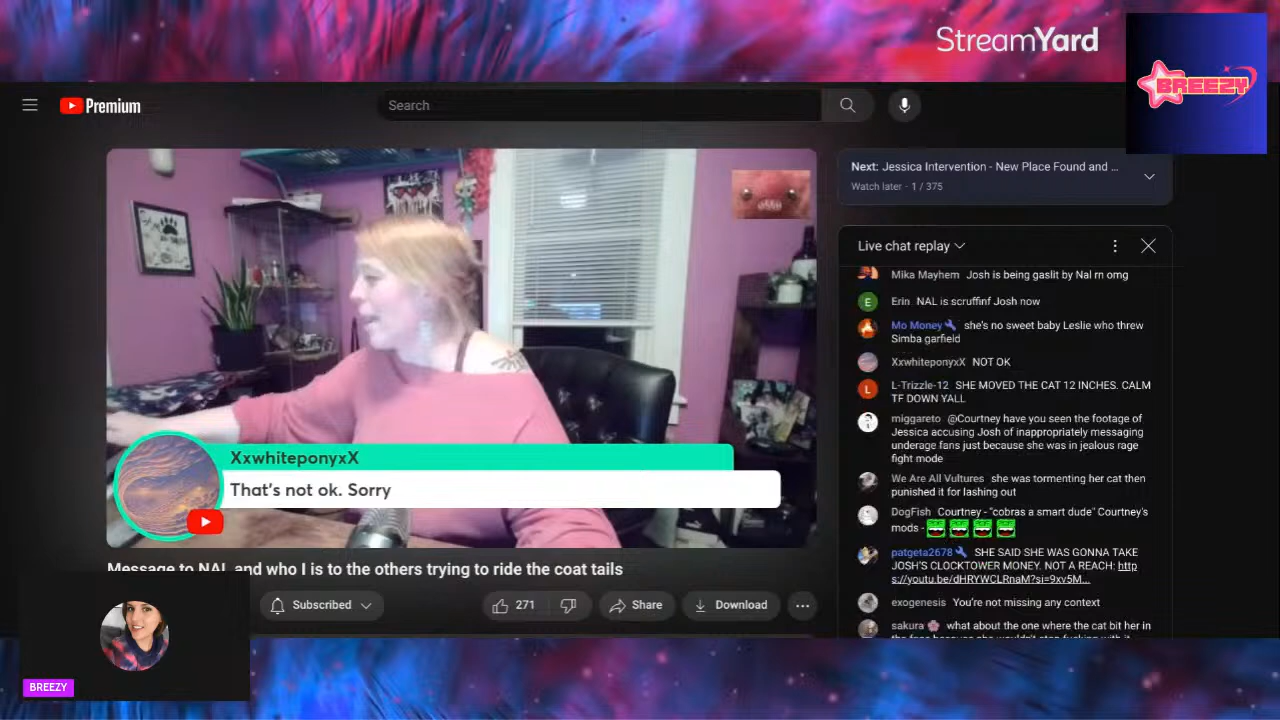 StreamYard
BREEZY
Premium
Search
Next: Jessica Intervention - New Place Found and ...
Watch later · 1 / 375
Live chat replay
Mika Mayhem Josh is being gaslit by Nal rn omg
E Erin NAL is scruffinf Josh now
Mo Money she's no sweet baby Leslie who threw
Simba garfield
XxwhiteponyxX NOT OK
L L-Trizzle-12 SHE MOVED THE CAT 12 INCHES. CALM
TF DOWN YALL
miggareto @Courtney have you seen the footage of
Jessica accusing Josh of inappropriately messaging
underage fans just because she was in jealous rage
fight mode
We Are All Vultures she was tormenting her cat then
punished it for lashing out
DogFish Courtney - "cobras a smart dude" Courtney's
mods -
patgeta2678 SHE SAID SHE WAS GONNA TAKE
JOSH'S CLOCKTOWER MONEY. NOT A REACH: http
s://youtu.be/dHRYWCLRnaM?si=9xv5M...
exogenesis You're not missing any context
sakura what about the one where the cat bit her in
XxwhiteponyxX
That's not ok. Sorry
Message to NAL and who I is to the others trying to ride the coat tails
Subscribed
271
Share
Download
BREEZY